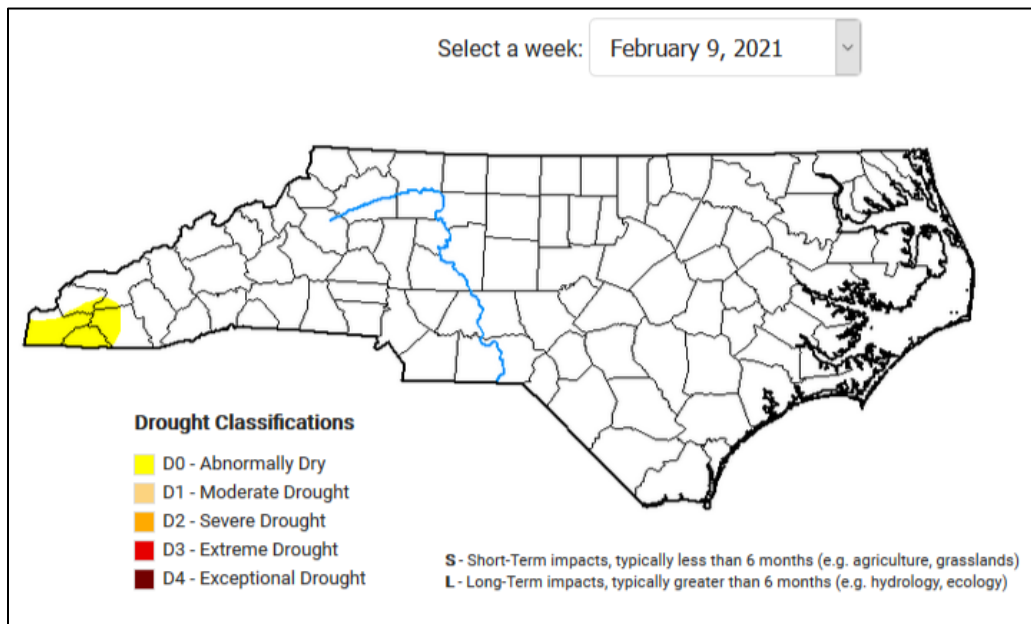 Select a week: February 9, 2021
Drought Classifications
D0 - Abnormally Dry
D1 - Moderate Drought
D2 - Severe Drought
D3 - Extreme Drought
D4 - Exceptional Drought
S - Short-Term impacts, typically less than 6 months (e.g. agriculture, grasslands)
L - Long-Term impacts, typically greater than 6 months (e.g. hydrology, ecology)